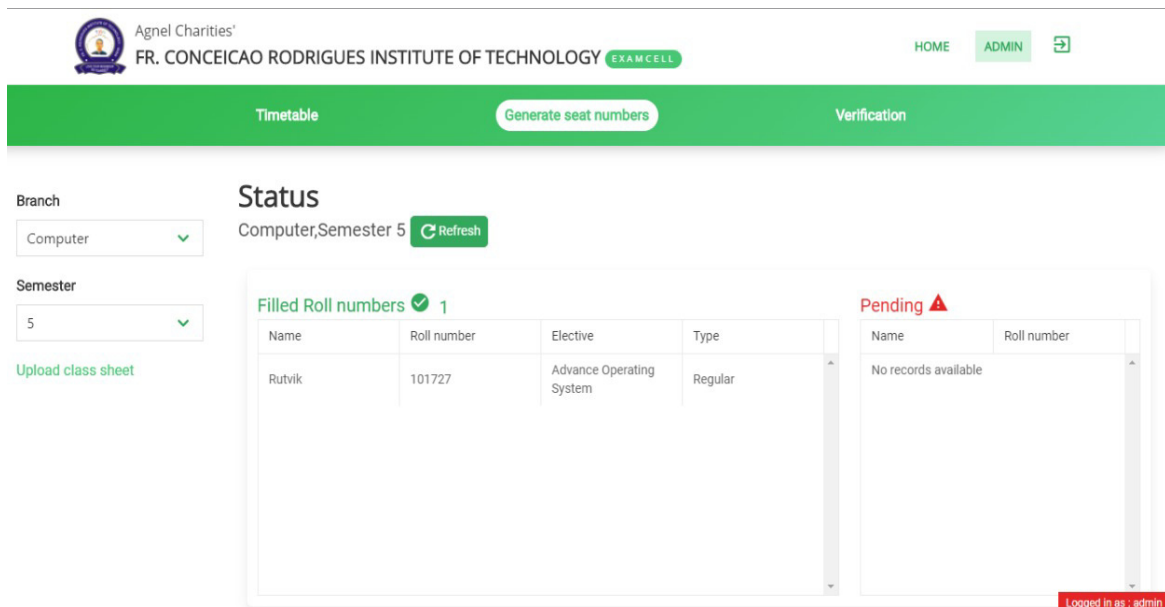 Agnel Charities'
FR. CONCEICAO RODRIGUES INSTITUTE OF TECHNOLOGY EXAMCELL
HOME ADMIN
Timetable Generate seat numbers Verification
Branch
Computer
Semester
5
Upload class sheet
Status
Computer,Semester 5 Refresh
Filled Roll numbers 1
Name Roll number Elective Type
Rutvik 101727 Advance Operating System Regular
Pending
Name Roll number
No records available
Logged in as : admin